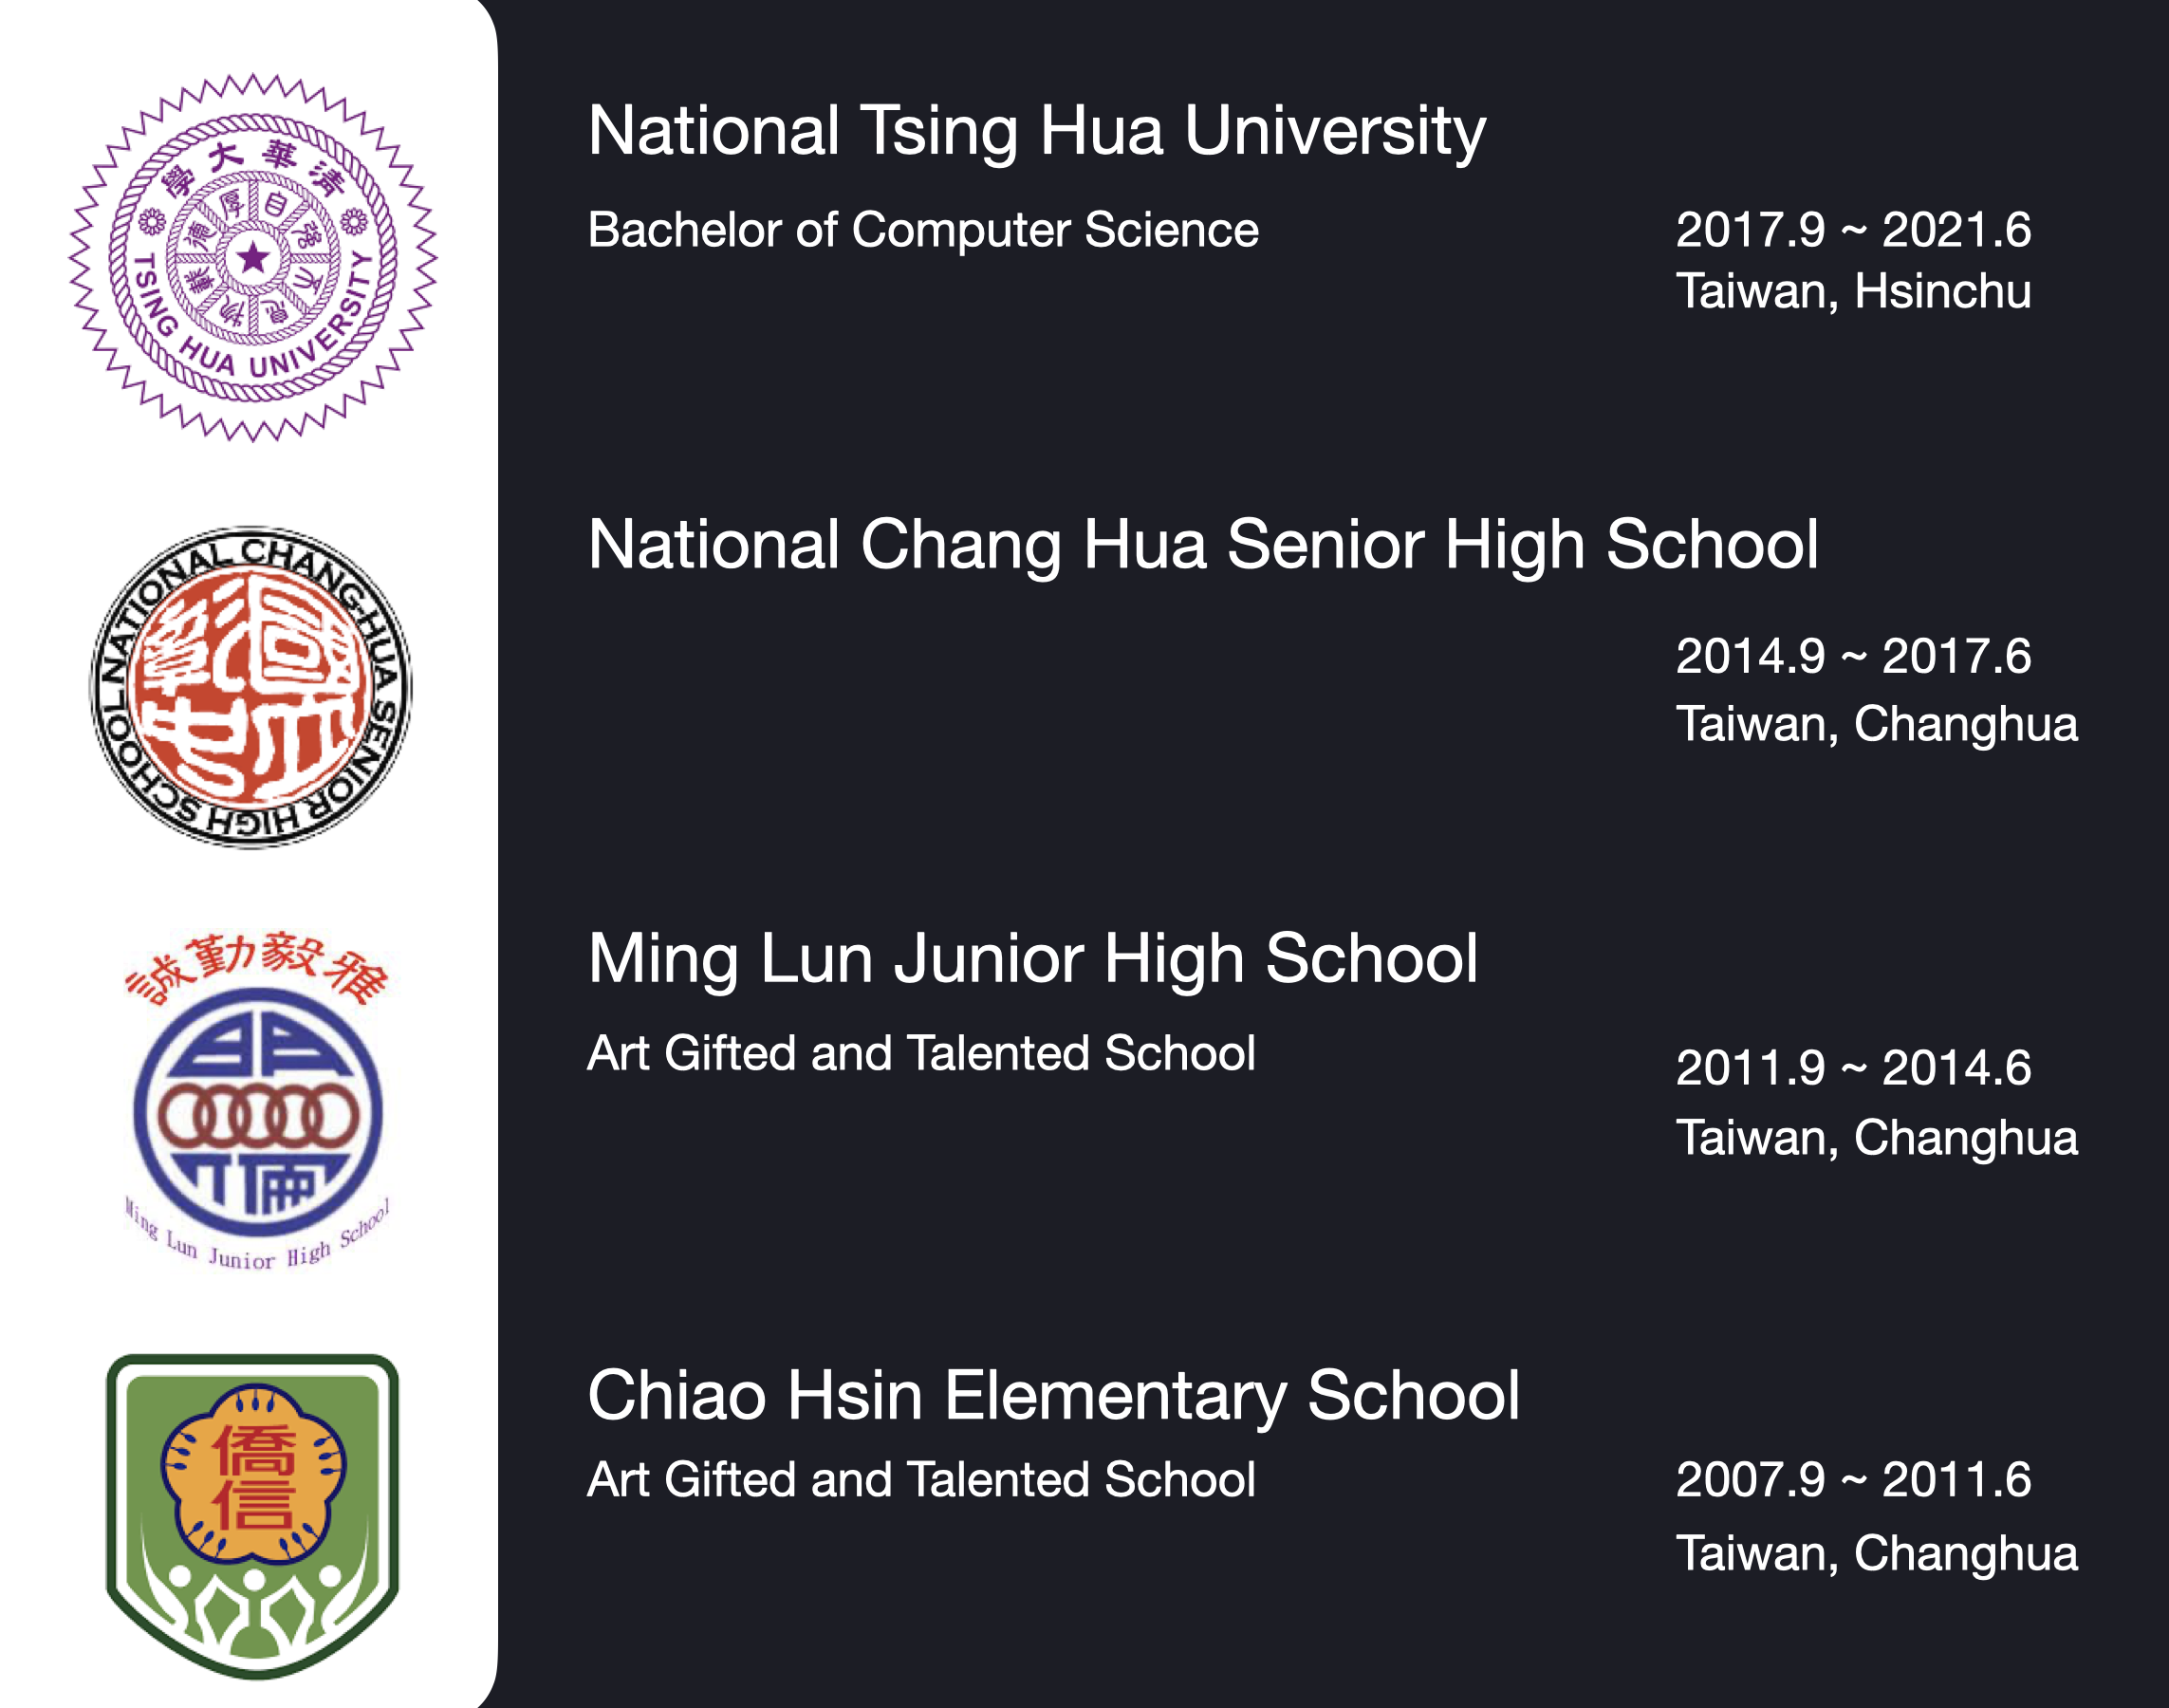 清華大學
自強不息
厚德載物
TSING HUA UNIVERSITY
National Tsing Hua University
Bachelor of Computer Science
2017.9 ~ 2021.6
Taiwan, Hsinchu
NATIONAL CHANG-HUA SENIOR HIGH SCHOOL
National Chang Hua Senior High School
2014.9 ~ 2017.6
Taiwan, Changhua
誠勤毅雅
明倫
Ming Lun Junior High School
Ming Lun Junior High School
Art Gifted and Talented School
2011.9 ~ 2014.6
Taiwan, Changhua
僑信
Chiao Hsin Elementary School
Art Gifted and Talented School
2007.9 ~ 2011.6
Taiwan, Changhua